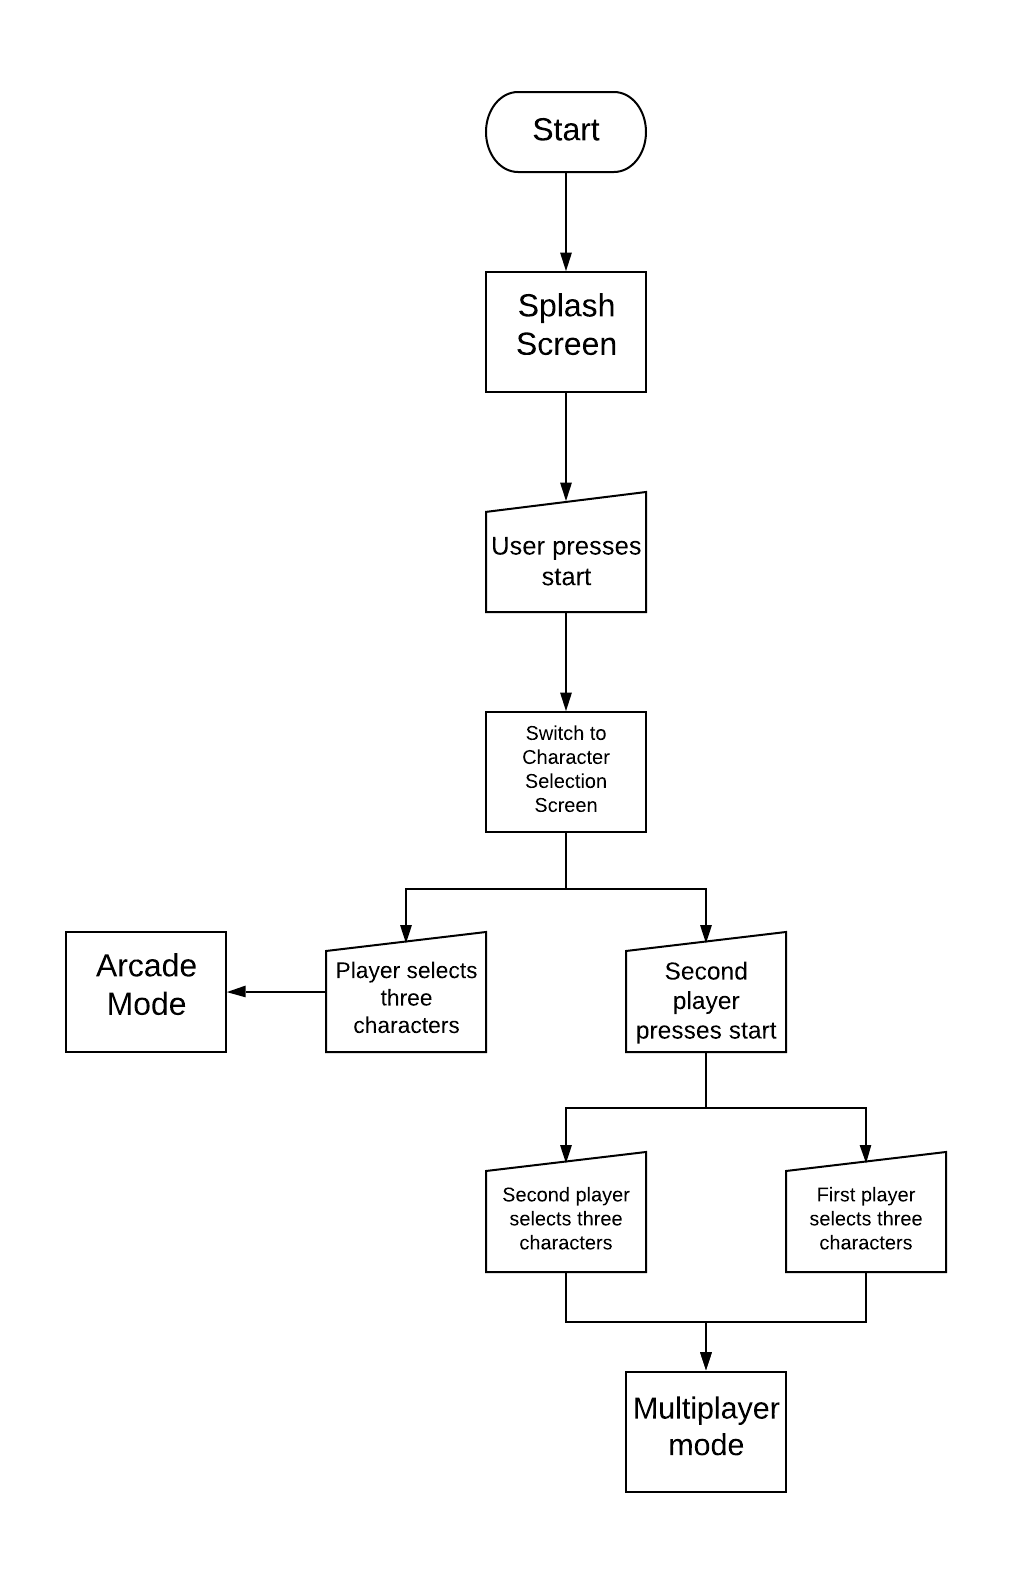 Start
Splash
Screen
User presses
start
Switch to
Character
Selection
Screen
Arcade
Mode
Player selects
three
characters
Second
player
presses start
Second player
selects three
characters
First player
selects three
characters
Multiplayer
mode